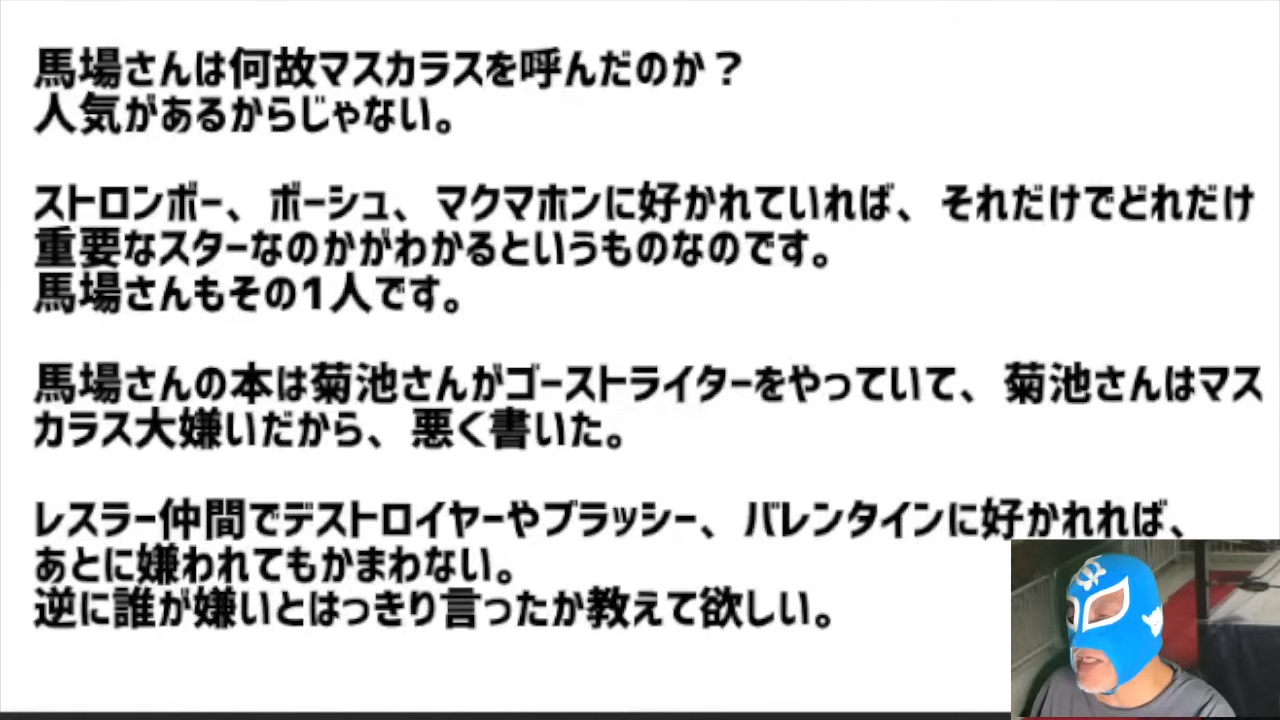 馬場さんは何故マスカラスを呼んだのか？
人気があるからじゃない。
ストロンボー、ボーシュ、マクマホンに好かれていれば、それだけでどれだけ
重要なスターなのかがわかるというものなのです。
馬場さんもその1人です。
馬場さんの本は菊池さんがゴーストライターをやっていて、菊池さんはマス
カラス大嫌いだから、悪く書いた。
レスラー仲間でデストロイヤーやブラッシー、バレンタインに好かれれば、
あとに嫌われてもかまわない。
逆に誰が嫌いとはっきり言ったか教えて欲しい。